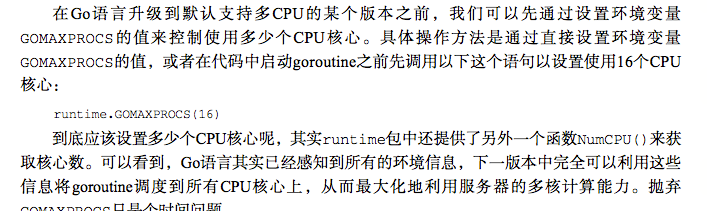 在Go语言升级到默认支持多CPU的某个版本之前，我们可以先通过设置环境变量
GOMAXPROCS的值来控制使用多少个CPU核心。具体操作方法是通过直接设置环境变量
GOMAXPROCS的值，或者在代码中启动goroutine之前先调用以下这个语句以设置使用16个CPU
核心：
runtime.GOMAXPROCS(16)
到底应该设置多少个CPU核心呢，其实runtime包中还提供了另外一个函数NumCPU()来获
取核心数。可以看到，Go语言其实已经感知到所有的环境信息，下一版本中完全可以利用这些
信息将goroutine调度到所有CPU核心上，从而最大化地利用服务器的多核计算能力。抛弃
GOMAXPROCS只是个时间问题